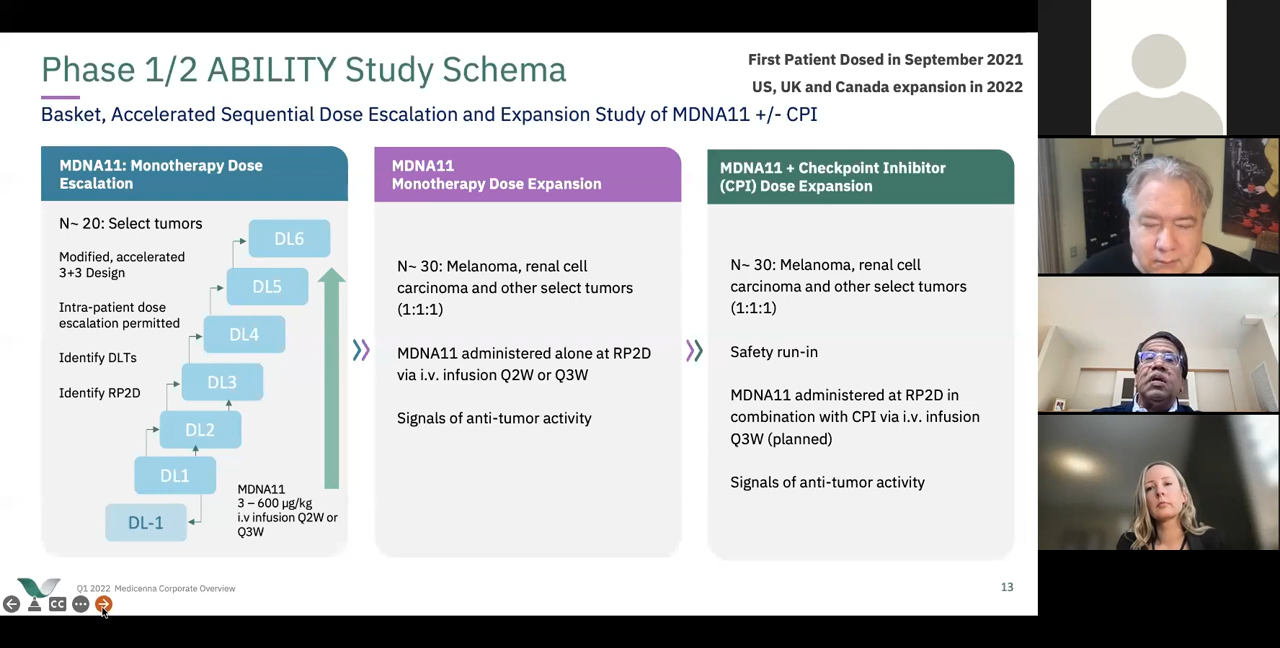 Phase 1/2 ABILITY Study Schema
First Patient Dosed in September 2021
US, UK and Canada expansion in 2022
Basket, Accelerated Sequential Dose Escalation and Expansion Study of MDNA11 +/- CPI
MDNA11: Monotherapy Dose
Escalation
N~ 20: Select tumors
Modified, accelerated
3+3 Design
Intra-patient dose
escalation permitted
Identify DLTs
Identify RP2D
DL6
DL5
DL4
DL3
DL2
DL1
DL-1
MDNA11
3 – 600 µg/kg
i.v infusion Q2W or
Q3W
MDNA11
Monotherapy Dose Expansion
N~ 30: Melanoma, renal cell
carcinoma and other select tumors
(1:1:1)
MDNA11 administered alone at RP2D
via i.v. infusion Q2W or Q3W
Signals of anti-tumor activity
MDNA11 + Checkpoint Inhibitor
(CPI) Dose Expansion
N~ 30: Melanoma, renal cell
carcinoma and other select tumors
(1:1:1)
Safety run-in
MDNA11 administered at RP2D in
combination with CPI via i.v. infusion
Q3W (planned)
Signals of anti-tumor activity
Q1 2022 Medicenna Corporate Overview
13
CC